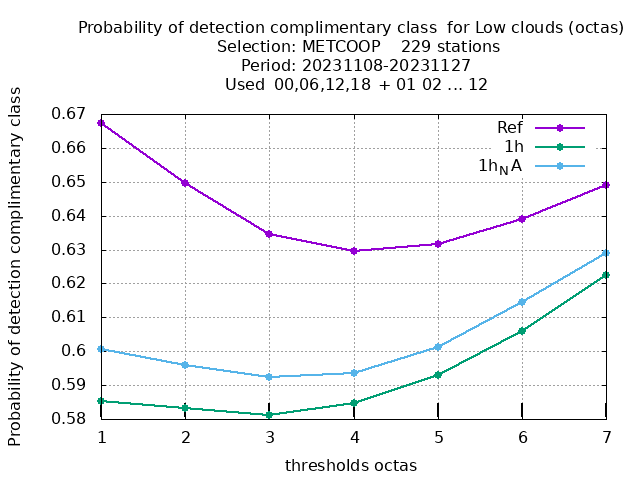 Probability of detection complimentary class  for Low clouds (octas)
Selection: METCOOP    229 stations
Period: 20231108-20231127
Used  00,06,12,18 + 01 02 ... 12
Probability of detection complimentary class
0.67
0.66
0.65
0.64
0.63
0.62
0.61
0.6
0.59
0.58
Ref
1h
1hNA
1 2 3 4 5 6 7
thresholds octas